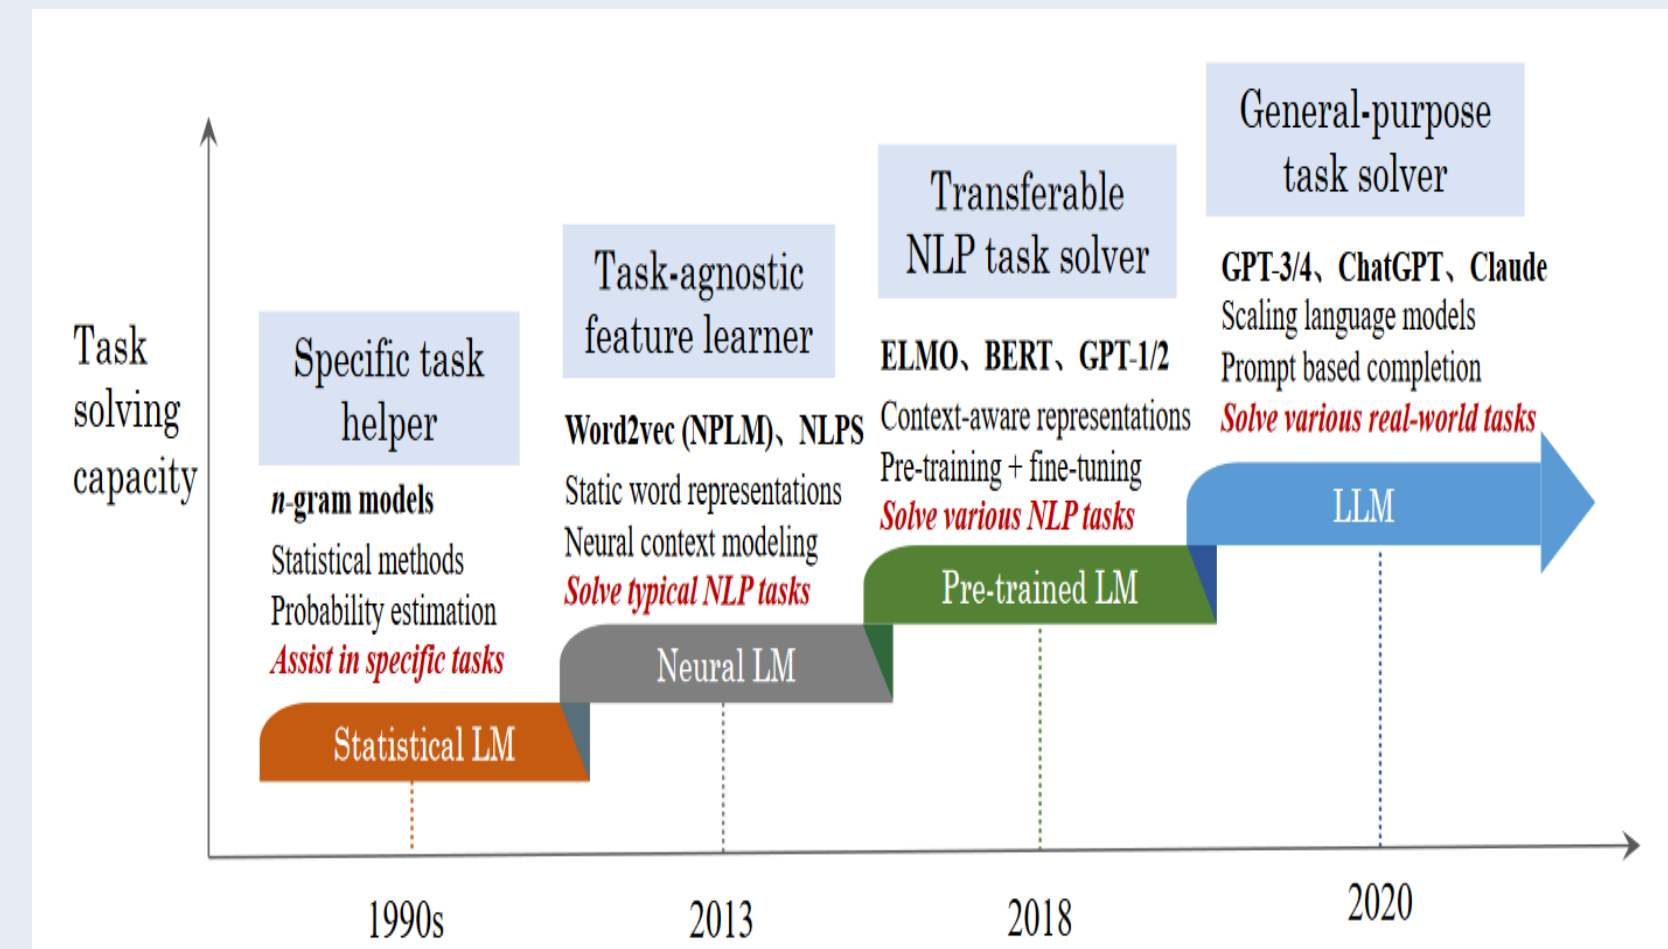 Task
solving
capacity
Specific task
helper
n-gram models
Statistical methods
Probability estimation
Assist in specific tasks
Statistical LM
1990s
Task-agnostic
feature learner
Word2vec (NPLM)、NLPS
Static word representations
Neural context modeling
Solve typical NLP tasks
Neural LM
2013
Transferable
NLP task solver
ELMO、BERT、GPT-1/2
Context-aware representations
Pre-training + fine-tuning
Solve various NLP tasks
Pre-trained LM
2018
General-purpose
task solver
GPT-3/4、ChatGPT、Claude
Scaling language models
Prompt based completion
Solve various real-world tasks
LLM
2020